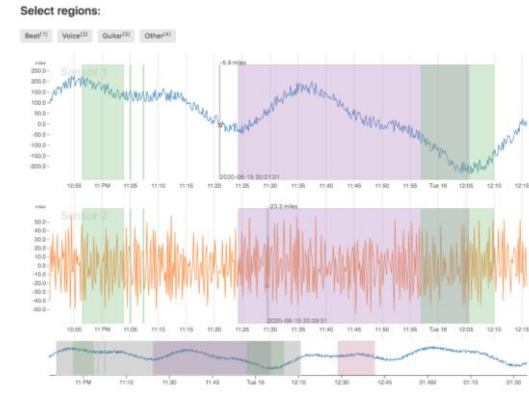 Select regions:
Beat[1] Voice[2] Guitar[3] Other[4]
miles
Sensor 1
-5.9 miles
250.0
200.0
150.0
100.0
50.0
0.0
-50.0
-100.0
-150.0
-200.0
2020-06-15 20:21:01
10:55 11 PM 11:05 11:10 11:15 11:20 11:25 11:30 11:35 11:40 11:45 11:50 11:55 Tue 16 12:05 12:10 12:15
miles
Sensor 2
-23.3 miles
50.0
40.0
30.0
20.0
10.0
0.0
-10.0
-20.0
-30.0
-40.0
-50.0
2020-06-15 20:29:31
10:55 11 PM 11:05 11:10 11:15 11:20 11:25 11:30 11:35 11:40 11:45 11:50 11:55 Tue 16 12:05 12:10 12:15
11 PM 11:15 11:30 11:45 Tue 16 12:15 12:30 12:45 01 AM 01:15 01:30